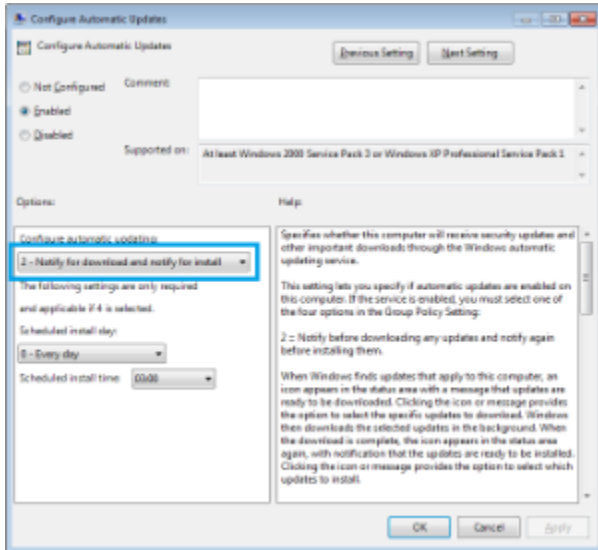 Configure Automatic Updates
Configure Automatic Updates
Previous Setting
Next Setting
Not Configured
Comment:
Enabled
Disabled
Supported on:
At least Windows 2000 Service Pack 3 or Windows XP Professional Service Pack 1
Options:
Help:
Configure automatic updating:
2 - Notify for download and notify for install
The following settings are only required
and applicable if 4 is selected.
Scheduled install day:
0 - Every day
Scheduled install time:
03:00
Specifies whether this computer will receive security updates and
other important downloads through the Windows automatic
updating service.
This setting lets you specify if automatic updates are enabled on
this computer. If the service is enabled, you must select one of
the four options in the Group Policy Setting:
2 = Notify before downloading any updates and notify again
before installing them.
When Windows finds updates that apply to this computer, an
icon appears in the status area with a message that updates are
ready to be downloaded. Clicking the icon or message provides
the option to select the specific updates to download. Windows
then downloads the selected updates in the background. When
the download is complete, the icon appears in the status area
again, with notification that the updates are ready to be installed.
Clicking the icon or message provides the option to select which
updates to install.
OK
Cancel
Apply